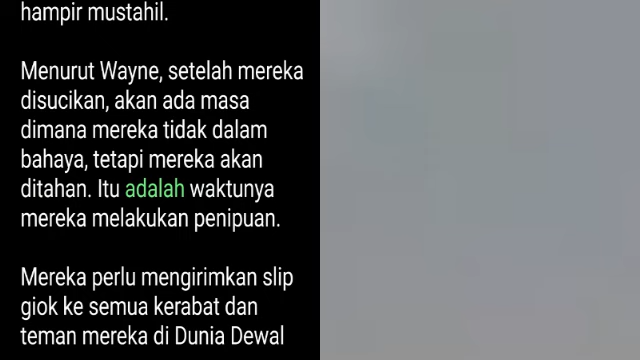 hampir mustahil.
Menurut Wayne, setelah mereka
disucikan, akan ada masa
dimana mereka tidak dalam
bahaya, tetapi mereka akan
ditahan. Itu adalah waktunya
mereka melakukan penipuan.
Mereka perlu mengirimkan slip
giok ke semua kerabat dan
teman mereka di Dunia Dewal